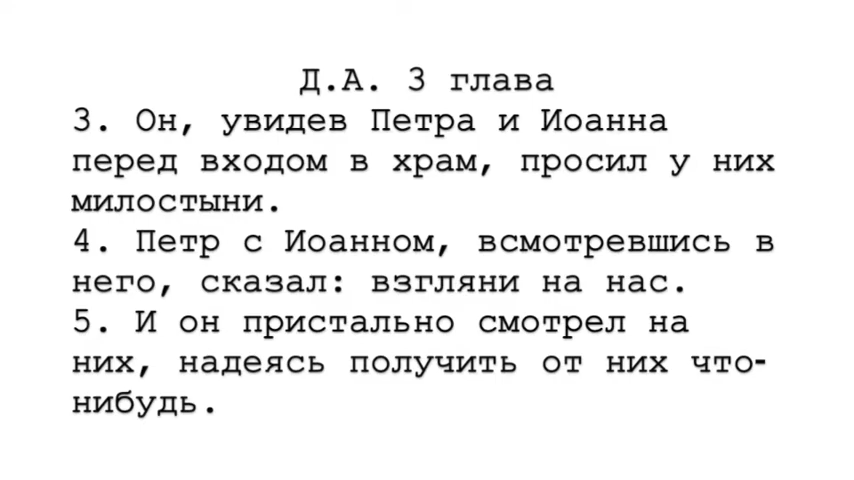 Д.А. 3 глава
3. Он, увидев Петра и Иоанна
перед входом в храм, просил у них
милостыни.
4. Петр с Иоанном, всмотревшись в
него, сказал: взгляни на нас.
5. И он пристально смотрел на
них, надеясь получить от них что-
нибудь.